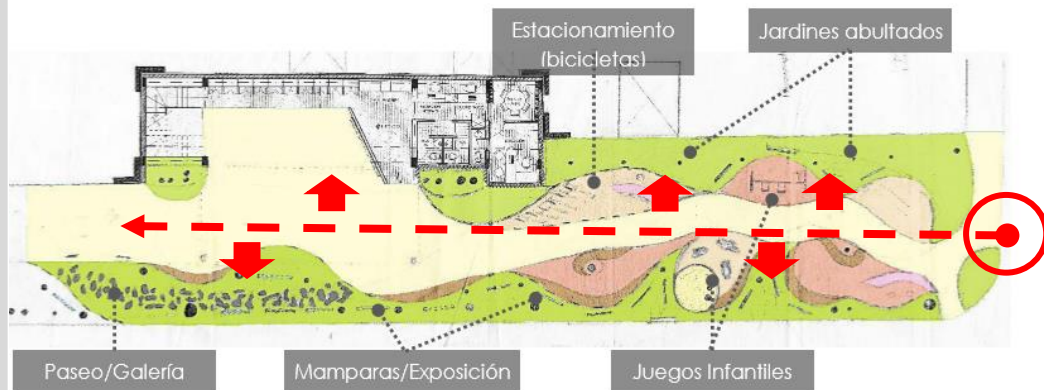 Estacionamiento
(bicicletas)
Jardines abultados
Paseo/Galería
Mamparas/Exposición
Juegos Infantiles